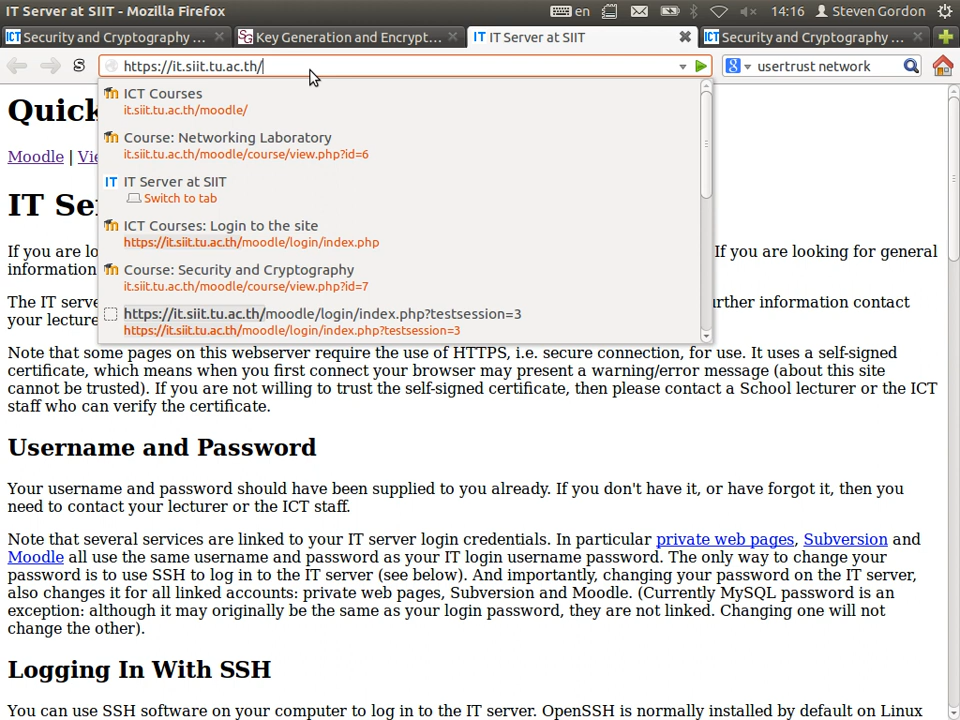 IT Server at SIIT - Mozilla Firefox
en
14:16
Steven Gordon
ICT Security and Cryptography ...
SG Key Generation and Encrypt...
IT IT Server at SIIT
ICT Security and Cryptography ...
S
https://it.siit.tu.ac.th/
g
usertrust network
ICT Courses
it.siit.tu.ac.th/moodle/
Course: Networking Laboratory
it.siit.tu.ac.th/moodle/course/view.php?id=6
IT IT Server at SIIT
Switch to tab
ICT Courses: Login to the site
https://it.siit.tu.ac.th/moodle/login/index.php
Course: Security and Cryptography
it.siit.tu.ac.th/moodle/course/view.php?id=7
https://it.siit.tu.ac.th/moodle/login/index.php?testsession=3
https://it.siit.tu.ac.th/moodle/login/index.php?testsession=3
Quick
Moodle | Vie
IT Se
If you are lo
If you are looking for general
information
The IT serve
rther information contact
your lecture
Note that some pages on this webserver require the use of HTTPS, i.e. secure connection, for use. It uses a self-signed
certificate, which means when you first connect your browser may present a warning/error message (about this site
cannot be trusted). If you are not willing to trust the self-signed certificate, then please contact a School lecturer or the ICT
staff who can verify the certificate.
Username and Password
Your username and password should have been supplied to you already. If you don't have it, or have forgot it, then you
need to contact your lecturer or the ICT staff.
Note that several services are linked to your IT server login credentials. In particular private web pages, Subversion and
Moodle all use the same username and password as your IT login username password. The only way to change your
password is to use SSH to log in to the IT server (see below). And importantly, changing your password on the IT server,
also changes it for all linked accounts: private web pages, Subversion and Moodle. (Currently MySQL password is an
exception: although it may originally be the same as your login password, they are not linked. Changing one will not
change the other).
Logging In With SSH
You can use SSH software on your computer to log in to the IT server. OpenSSH is normally installed by default on Linux